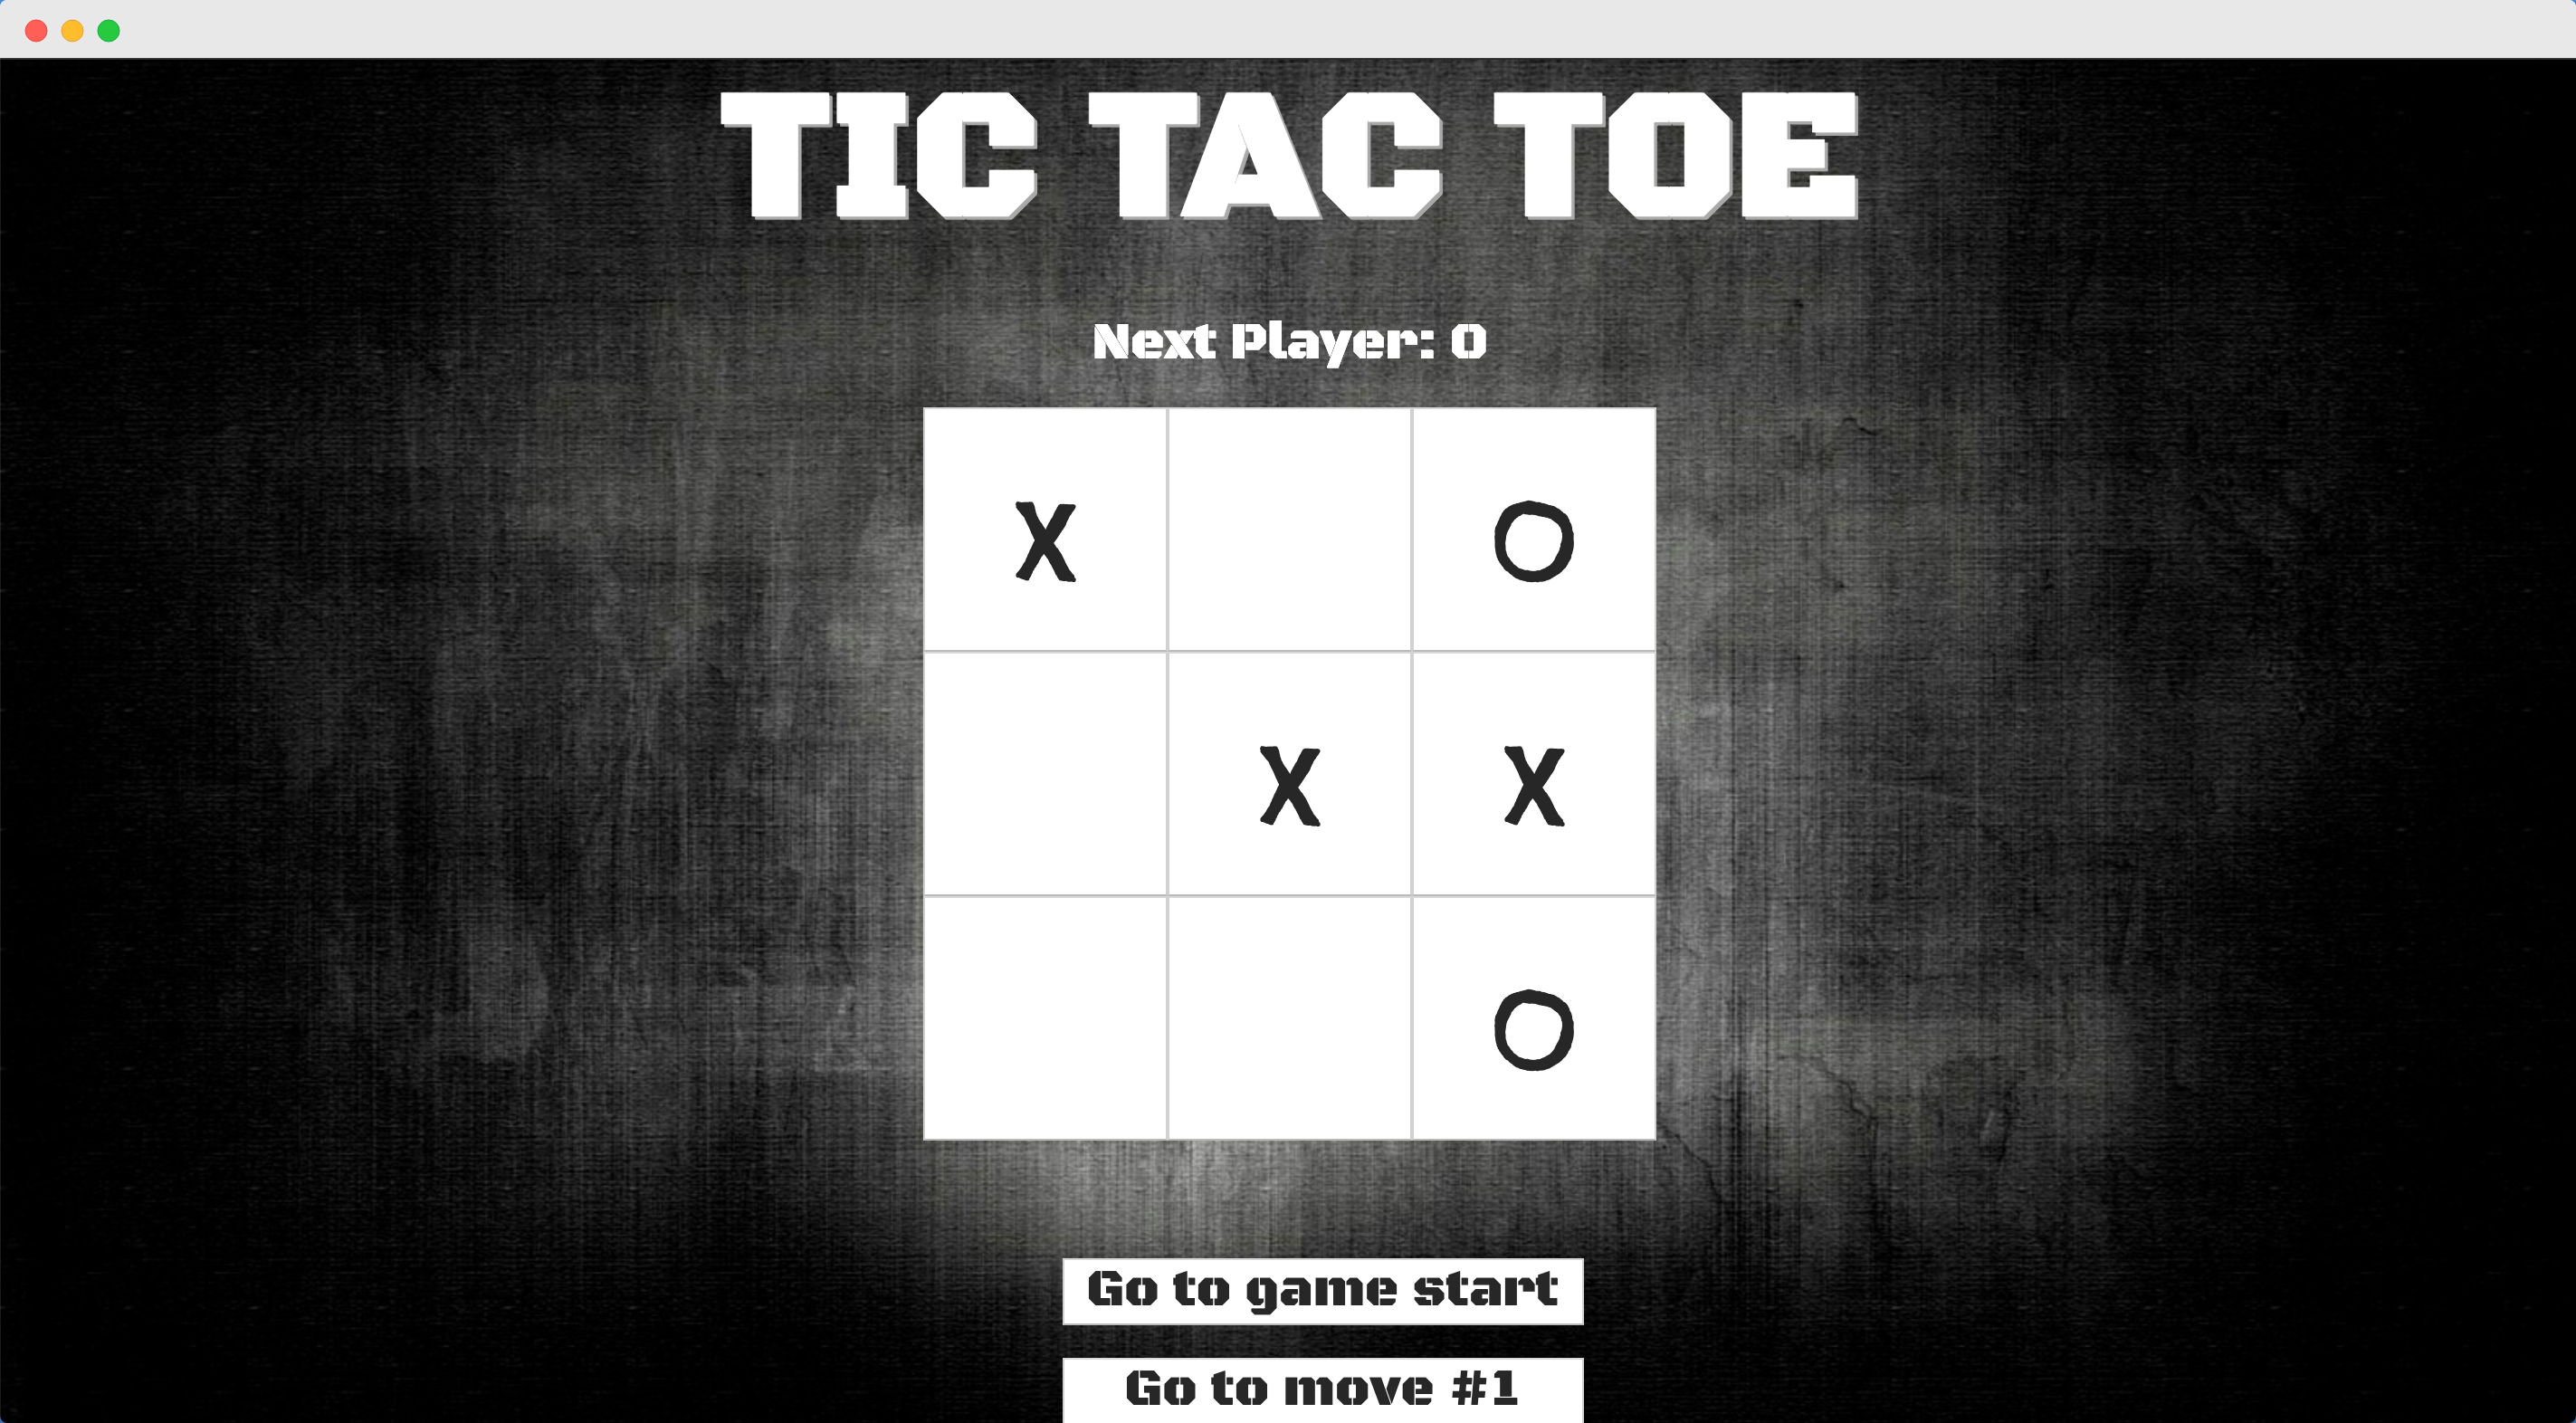 TIC TAC TOE
Next Player: O
X O
X X
O
Go to game start
Go to move #1